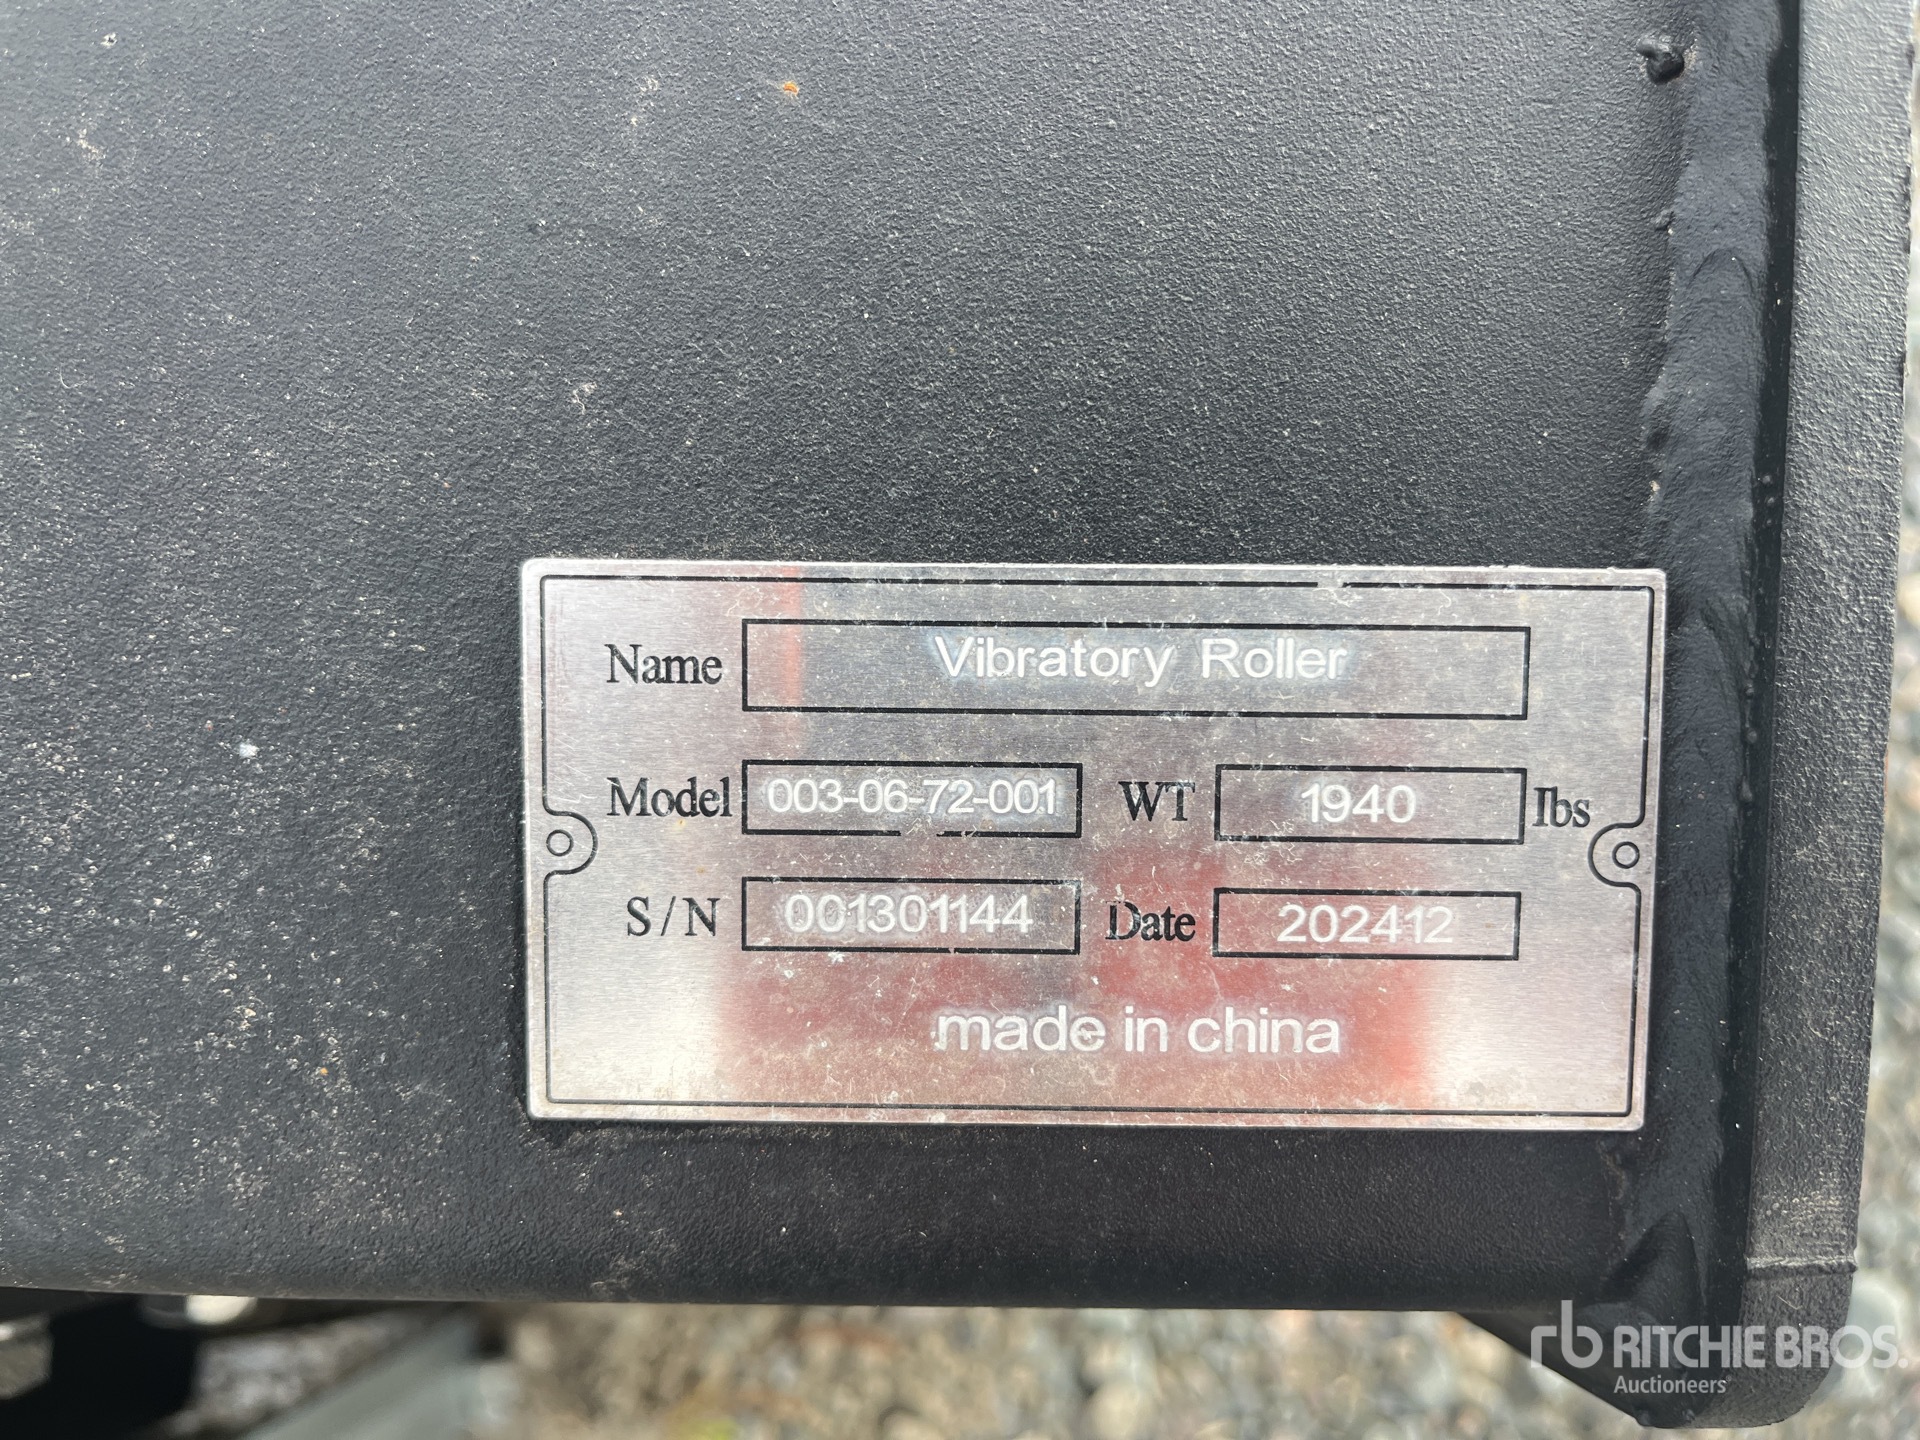 Name Vibratory Roller
Model 003-06-72-001 WT 1940 lbs
S/N 001301144 Date 202412
made in china
rb RITCHIE BROS.
Auctioneers